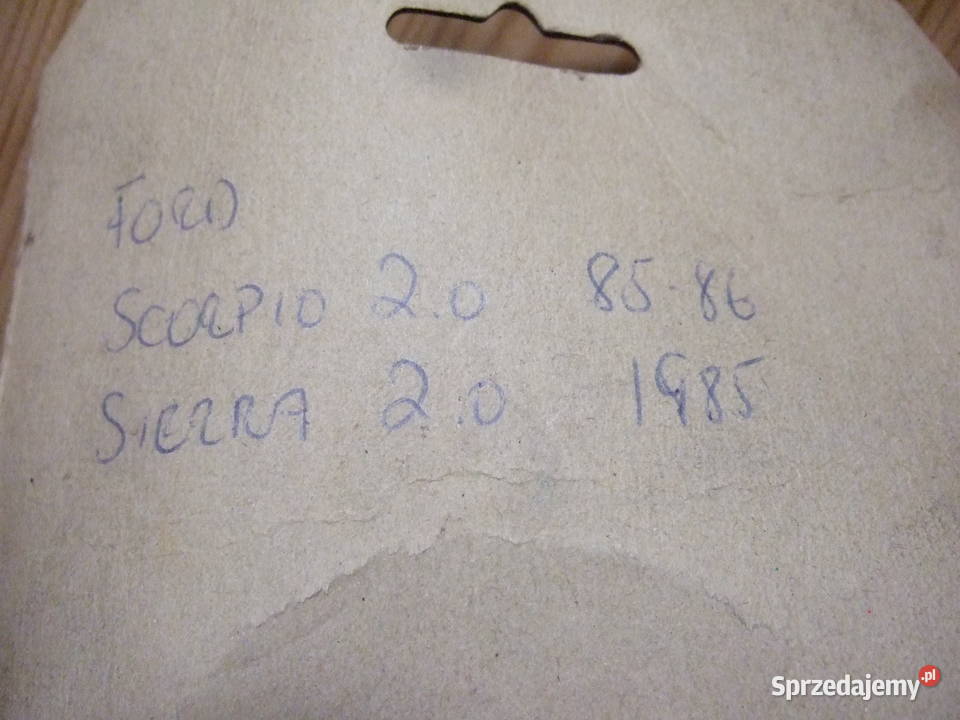 FORD
SCORPIO 2.0 85-86
SIERRA 2.0 1985
Sprzedajemy.pl